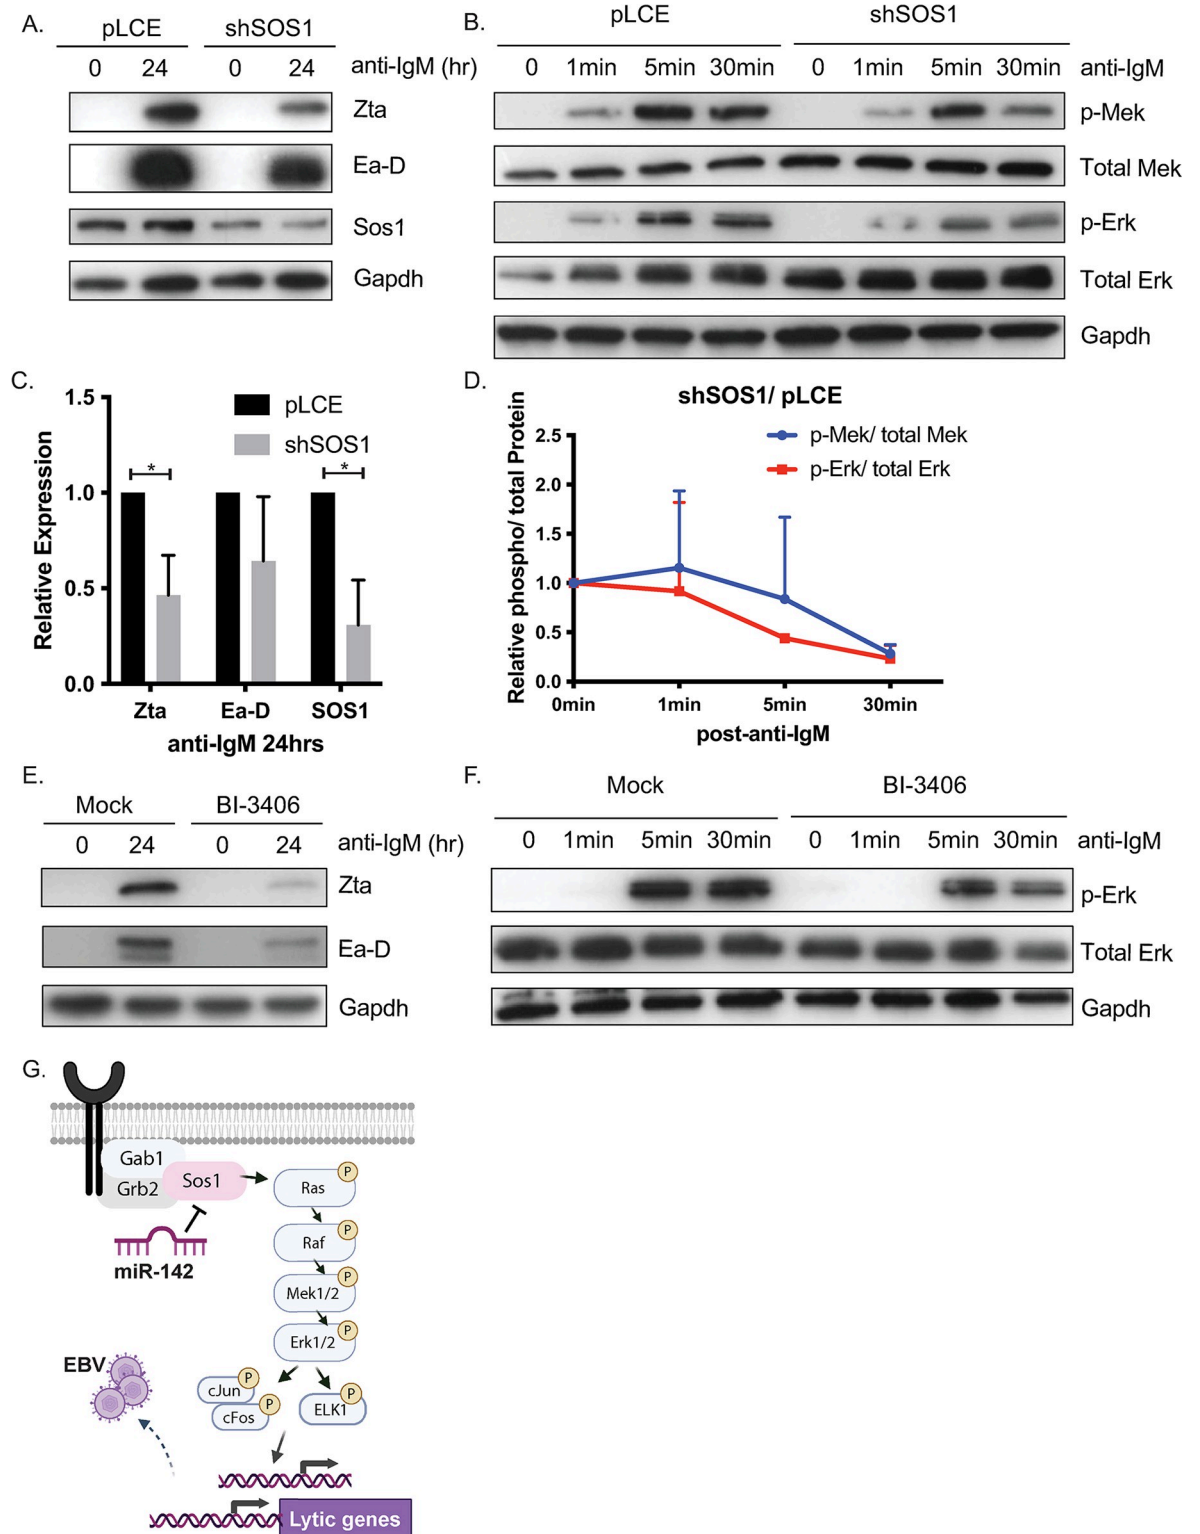 A.
pLCE shSOS1
0 24 0 24 anti-IgM (hr)
Zta
Ea-D
Sos1
Gapdh
B.
pLCE shSOS1
0 1min 5min 30min 0 1min 5min 30min anti-IgM
p-Mek
Total Mek
p-Erk
Total Erk
Gapdh
C.
1.5
1.0
0.5
0.0
Relative Expression
pLCE
shSOS1
* *
Zta Ea-D SOS1
anti-IgM 24hrs
D.
shSOS1/ pLCE
p-Mek/ total Mek
p-Erk/ total Erk
Relative phospho/ total Protein
2.5
2.0
1.5
1.0
0.5
0.0
0min 1min 5min 30min
post-anti-IgM
E.
Mock BI-3406
0 24 0 24 anti-IgM (hr)
Zta
Ea-D
Gapdh
F.
Mock BI-3406
0 1min 5min 30min 0 1min 5min 30min anti-IgM
p-Erk
Total Erk
Gapdh
G.
Gab1
Grb2
Sos1
miR-142
Ras P
Raf P
Mek1/2 P
Erk1/2 P
cJun P
cFos P
ELK1 P
EBV
Lytic genes